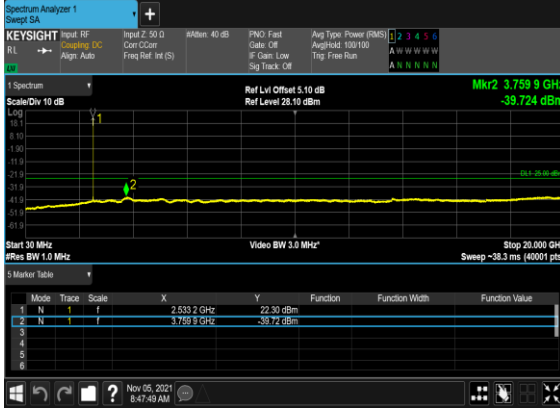 Spectrum Analyzer 1
Swept SA
+
KEYSIGHT Input: RF Input Z: 50 Ω #Atten: 40 dB PNO: Fast Avg Type: Power (RMS) 1 2 3 4 5 6
RL Coupling: DC Corr CCorr Gate: Off Avg|Hold: 100/100 A W W W W W
Align: Auto Freq Ref: Int (S) IF Gain: Low Trig: Free Run
Sig Track: Off A N N N N N
1 Spectrum
Ref Lvl Offset 5.10 dB Mkr2 3.759 9 GHz
Scale/Div 10 dB Ref Level 28.10 dBm -39.724 dBm
Log
18.1
1
8.10
-1.90
-11.9
-21.9 DL1 -25.00 dBm
-31.9 2
-41.9
-51.9
-61.9
Start 30 MHz Video BW 3.0 MHz* Stop 20.000 GH
#Res BW 1.0 MHz Sweep ~38.3 ms (40001 pts
5 Marker Table
Mode Trace Scale X Y Function Function Width Function Value
1 N 1 f 2.533 2 GHz 22.30 dBm
2 N 1 f 3.759 9 GHz -39.72 dBm
3
4
5
6
? Nov 05, 2021
8:47:49 AM